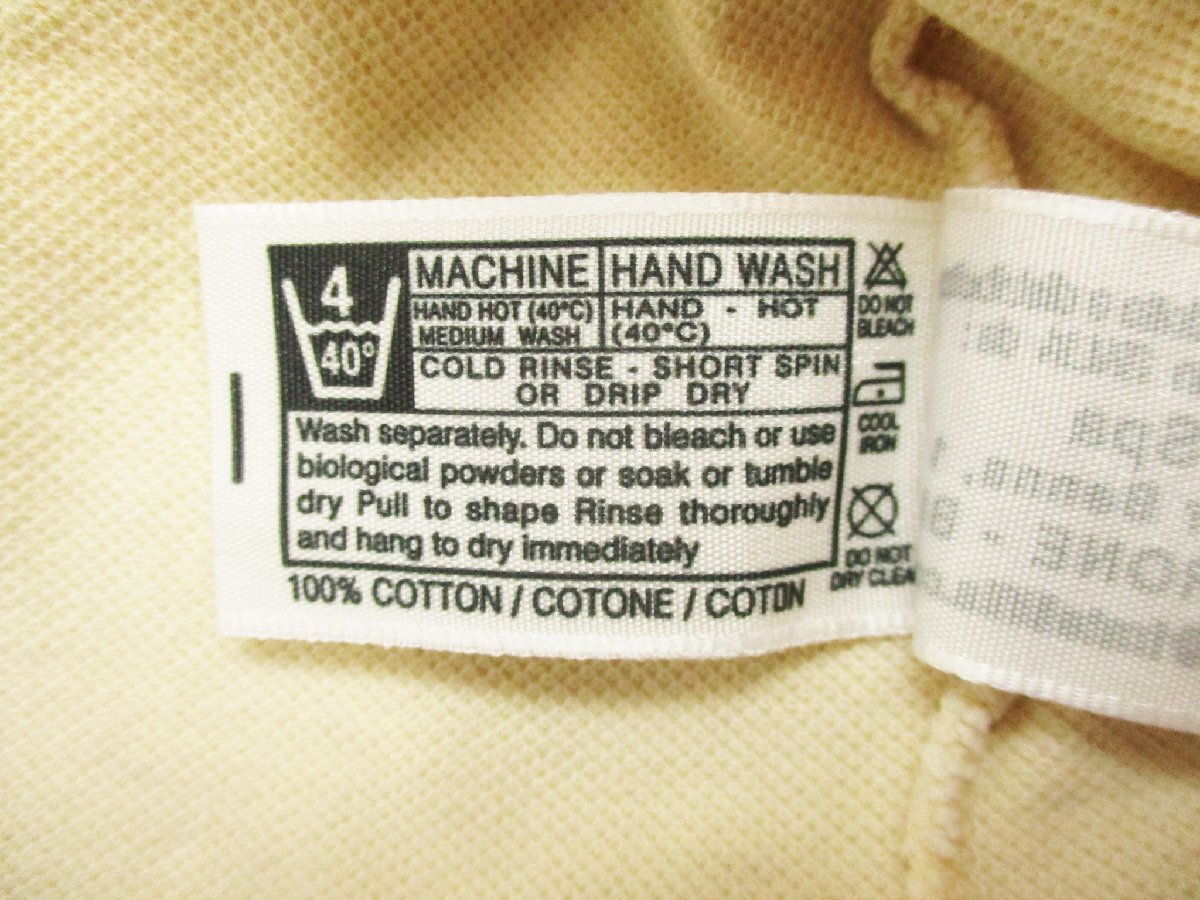 4
40°
MACHINE
HAND WASH
HAND HOT (40°C)
MEDIUM WASH
HAND - HOT
(40°C)
COLD RINSE - SHORT SPIN
OR DRIP DRY
Wash separately. Do not bleach or use
biological powders or soak or tumble
dry Pull to shape Rinse thoroughly
and hang to dry immediately
100% COTTON / COTONE / COTON
DO NOT
BLEACH
COOL
IRON
DO NOT
DRY CLEA